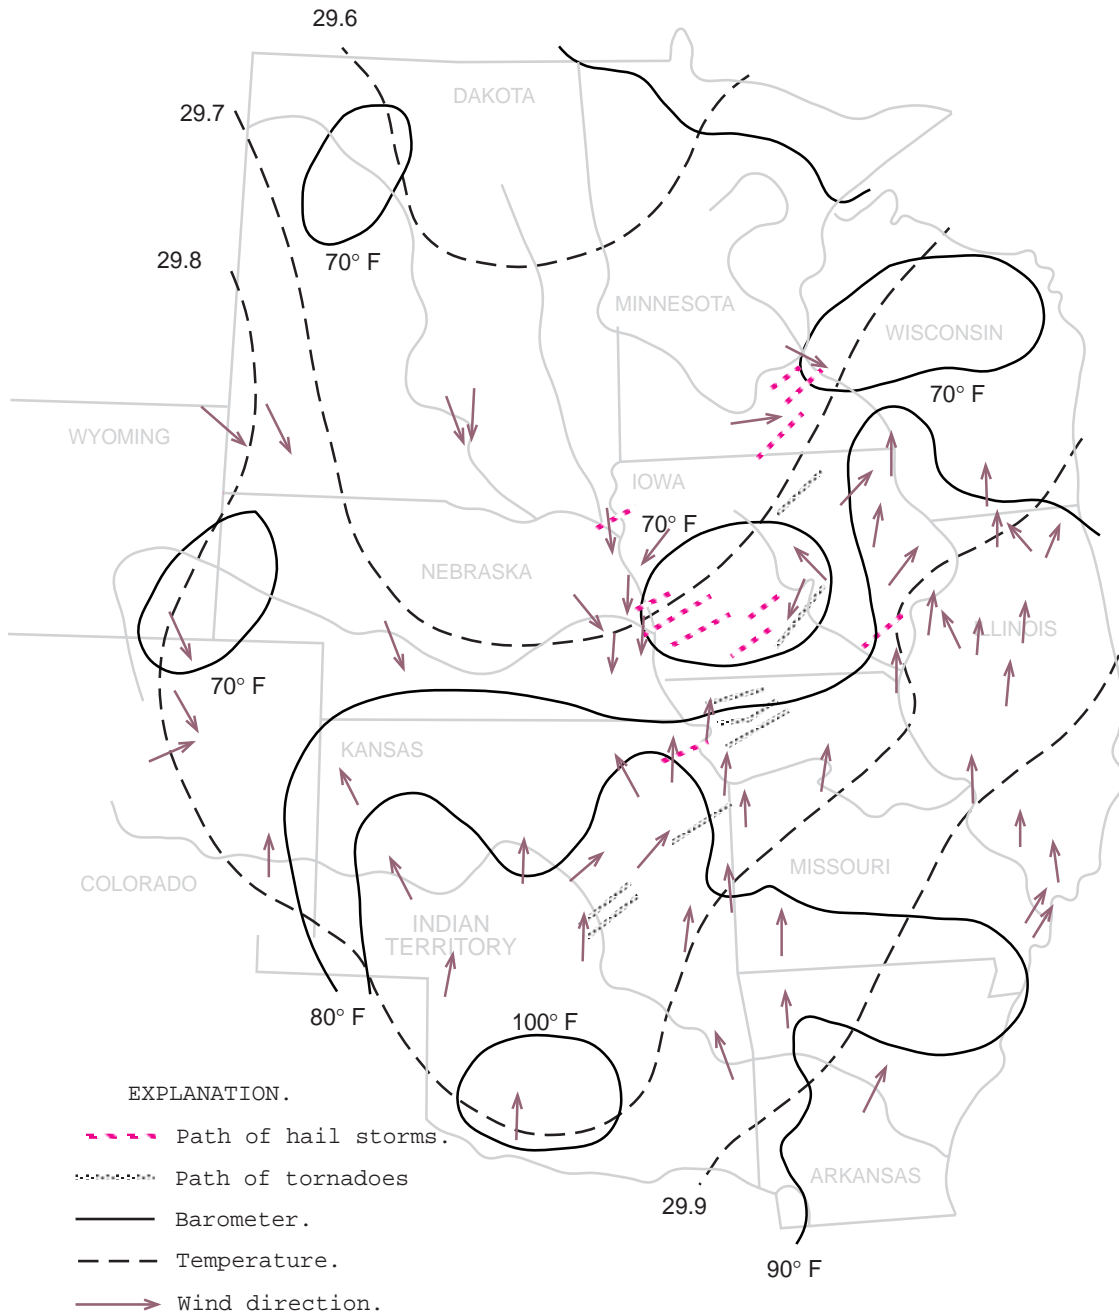 29.6
DAKOTA
29.7
29.8
70° F
MINNESOTA
WISCONSIN
70° F
WYOMING
IOWA
70° F
NEBRASKA
ILLINOIS
70° F
KANSAS
COLORADO
MISSOURI
INDIAN
TERRITORY
80° F
100° F
ARKANSAS
29.9
90° F
EXPLANATION.
Path of hail storms.
Path of tornadoes
Barometer.
Temperature.
Wind direction.